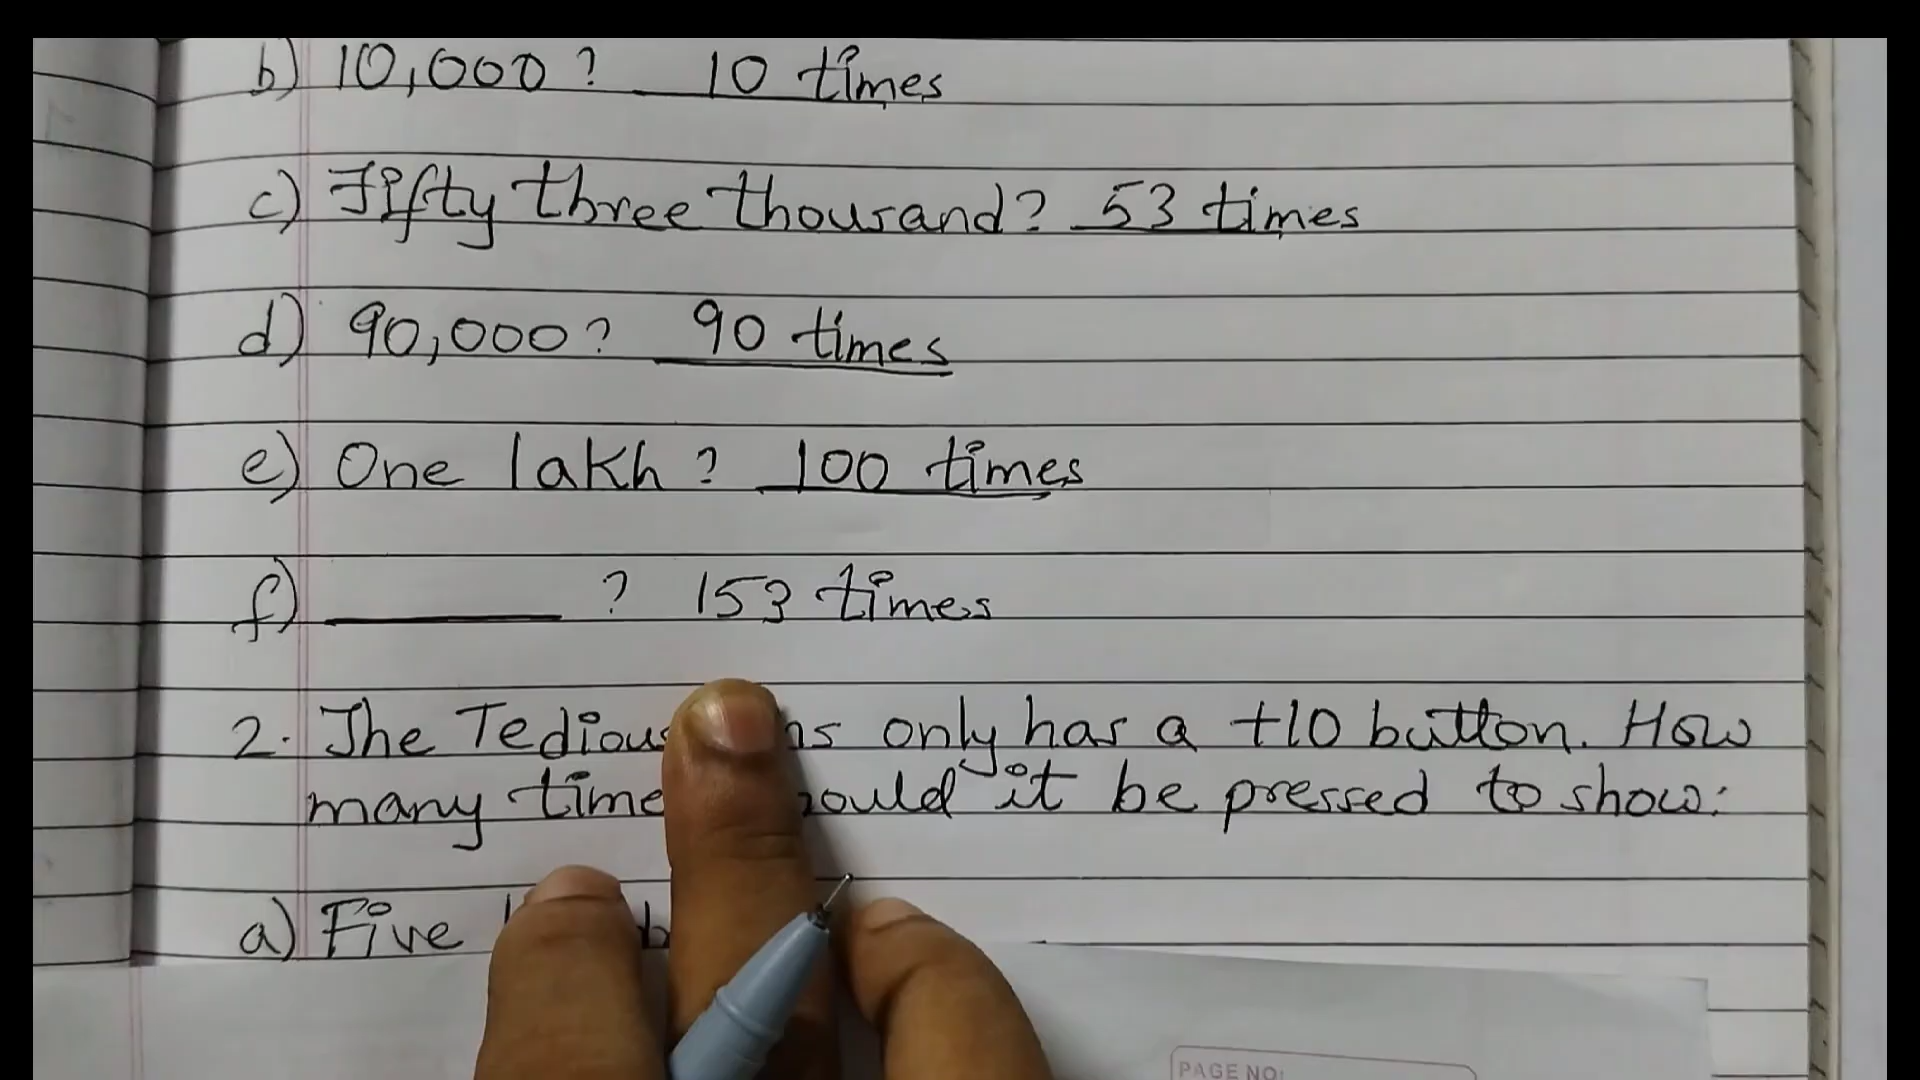 b) 10,000? 10 times
c) Fifty three thousand? 53 times
d) 90,000? 90 times
e) One lakh? 100 times
f) ______ ? 153 times
2. The Tedious only has a +10 button. How
many it be pressed to show:
a) Five
PAGE NO: